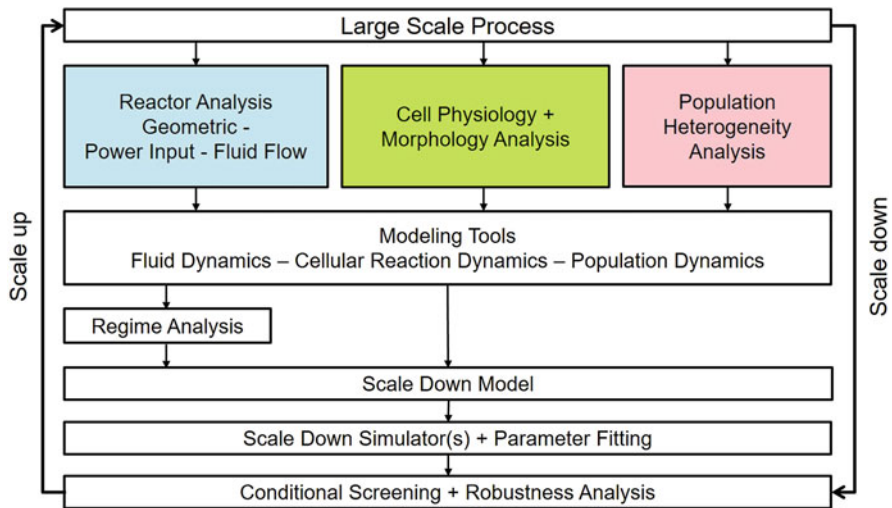 Large Scale Process
Reactor Analysis
Geometric -
Power Input - Fluid Flow
Cell Physiology +
Morphology Analysis
Population
Heterogeneity
Analysis
Modeling Tools
Fluid Dynamics – Cellular Reaction Dynamics – Population Dynamics
Regime Analysis
Scale Down Model
Scale Down Simulator(s) + Parameter Fitting
Conditional Screening + Robustness Analysis
Scale up
Scale down